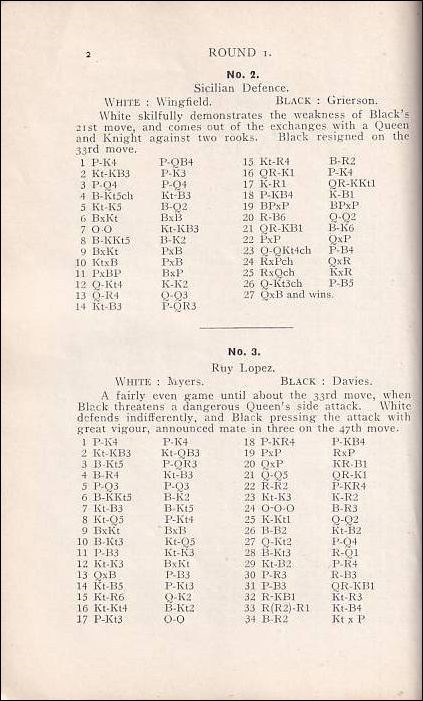 2 ROUND 1.
No. 2.
Sicilian Defence.
WHITE : Wingfield. BLACK : Grierson.
White skilfully demonstrates the weakness of Black's
21st move, and comes out of the exchanges with a Queen
and Knight against two rooks. Black resigned on the
33rd move.
1 P-K4 P-QB4
2 Kt-KB3 P-K3
3 P-Q4 P-Q4
4 B-Kt5ch Kt-B3
5 Kt-K5 B-Q2
6 BxKt BxB
7 O-O Kt-KB3
8 B-KKt5 B-K2
9 BxKt PxB
10 KtxB PxB
11 PxBP BxP
12 Q-Kt4 K-K2
13 Q-R4 Q-Q3
14 Kt-B3 P-QR3
15 Kt-R4 B-R2
16 QR-K1 P-K4
17 K-R1 QR-KKt1
18 P-KB4 K-B1
19 BPxP BPxP
20 R-B6 Q-Q2
21 QR-KB1 B-K6
22 PxP QxP
23 Q-QKt4ch P-B4
24 RxPch QxR
25 RxQch KxR
26 Q-Kt3ch P-B5
27 QxB and wins.
No. 3.
Ruy Lopez.
WHITE : Myers. BLACK : Davies.
A fairly even game until about the 33rd move, when
Black threatens a dangerous Queen's side attack. White
defends indifferently, and Black pressing the attack with
great vigour, announced mate in three on the 47th move.
1 P-K4 P-K4
2 Kt-KB3 Kt-QB3
3 B-Kt5 P-QR3
4 B-R4 Kt-B3
5 P-Q3 P-Q3
6 B-KKt5 B-K2
7 Kt-B3 B-Kt5
8 Kt-Q5 P-Kt4
9 BxKt BxB
10 B-Kt3 Kt-Q5
11 P-B3 Kt-K3
12 Kt-K3 BxKt
13 QxB P-B3
14 Kt-B5 P-Kt3
15 Kt-R6 Q-K2
16 Kt-Kt4 B-Kt2
17 P-Kt3 O-O
18 P-KR4 P-KB4
19 PxP RxP
20 QxP KR-B1
21 Q-Q5 QR-K1
22 R-R2 P-KR4
23 Kt-K3 K-R2
24 O-O-O B-R3
25 K-Kt1 Q-Q2
26 B-B2 Kt-B2
27 Q-Kt2 P-Q4
28 B-Kt3 R-Q1
29 Kt-B2 P-R4
30 P-R3 R-B3
31 P-B3 QR-KB1
32 R-KB1 Kt-R3
33 R(R2)-R1 Kt-B4
34 B-R2 Kt x P